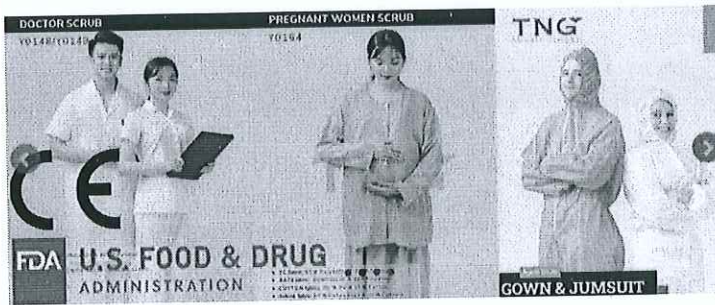 DOCTOR SCRUB
PREGNANT WOMEN SCRUB
Y0148/Y0149
Y0164
TNG
CE
FDA
U.S. FOOD & DRUG
ADMINISTRATION
GOWN & JUMSUIT